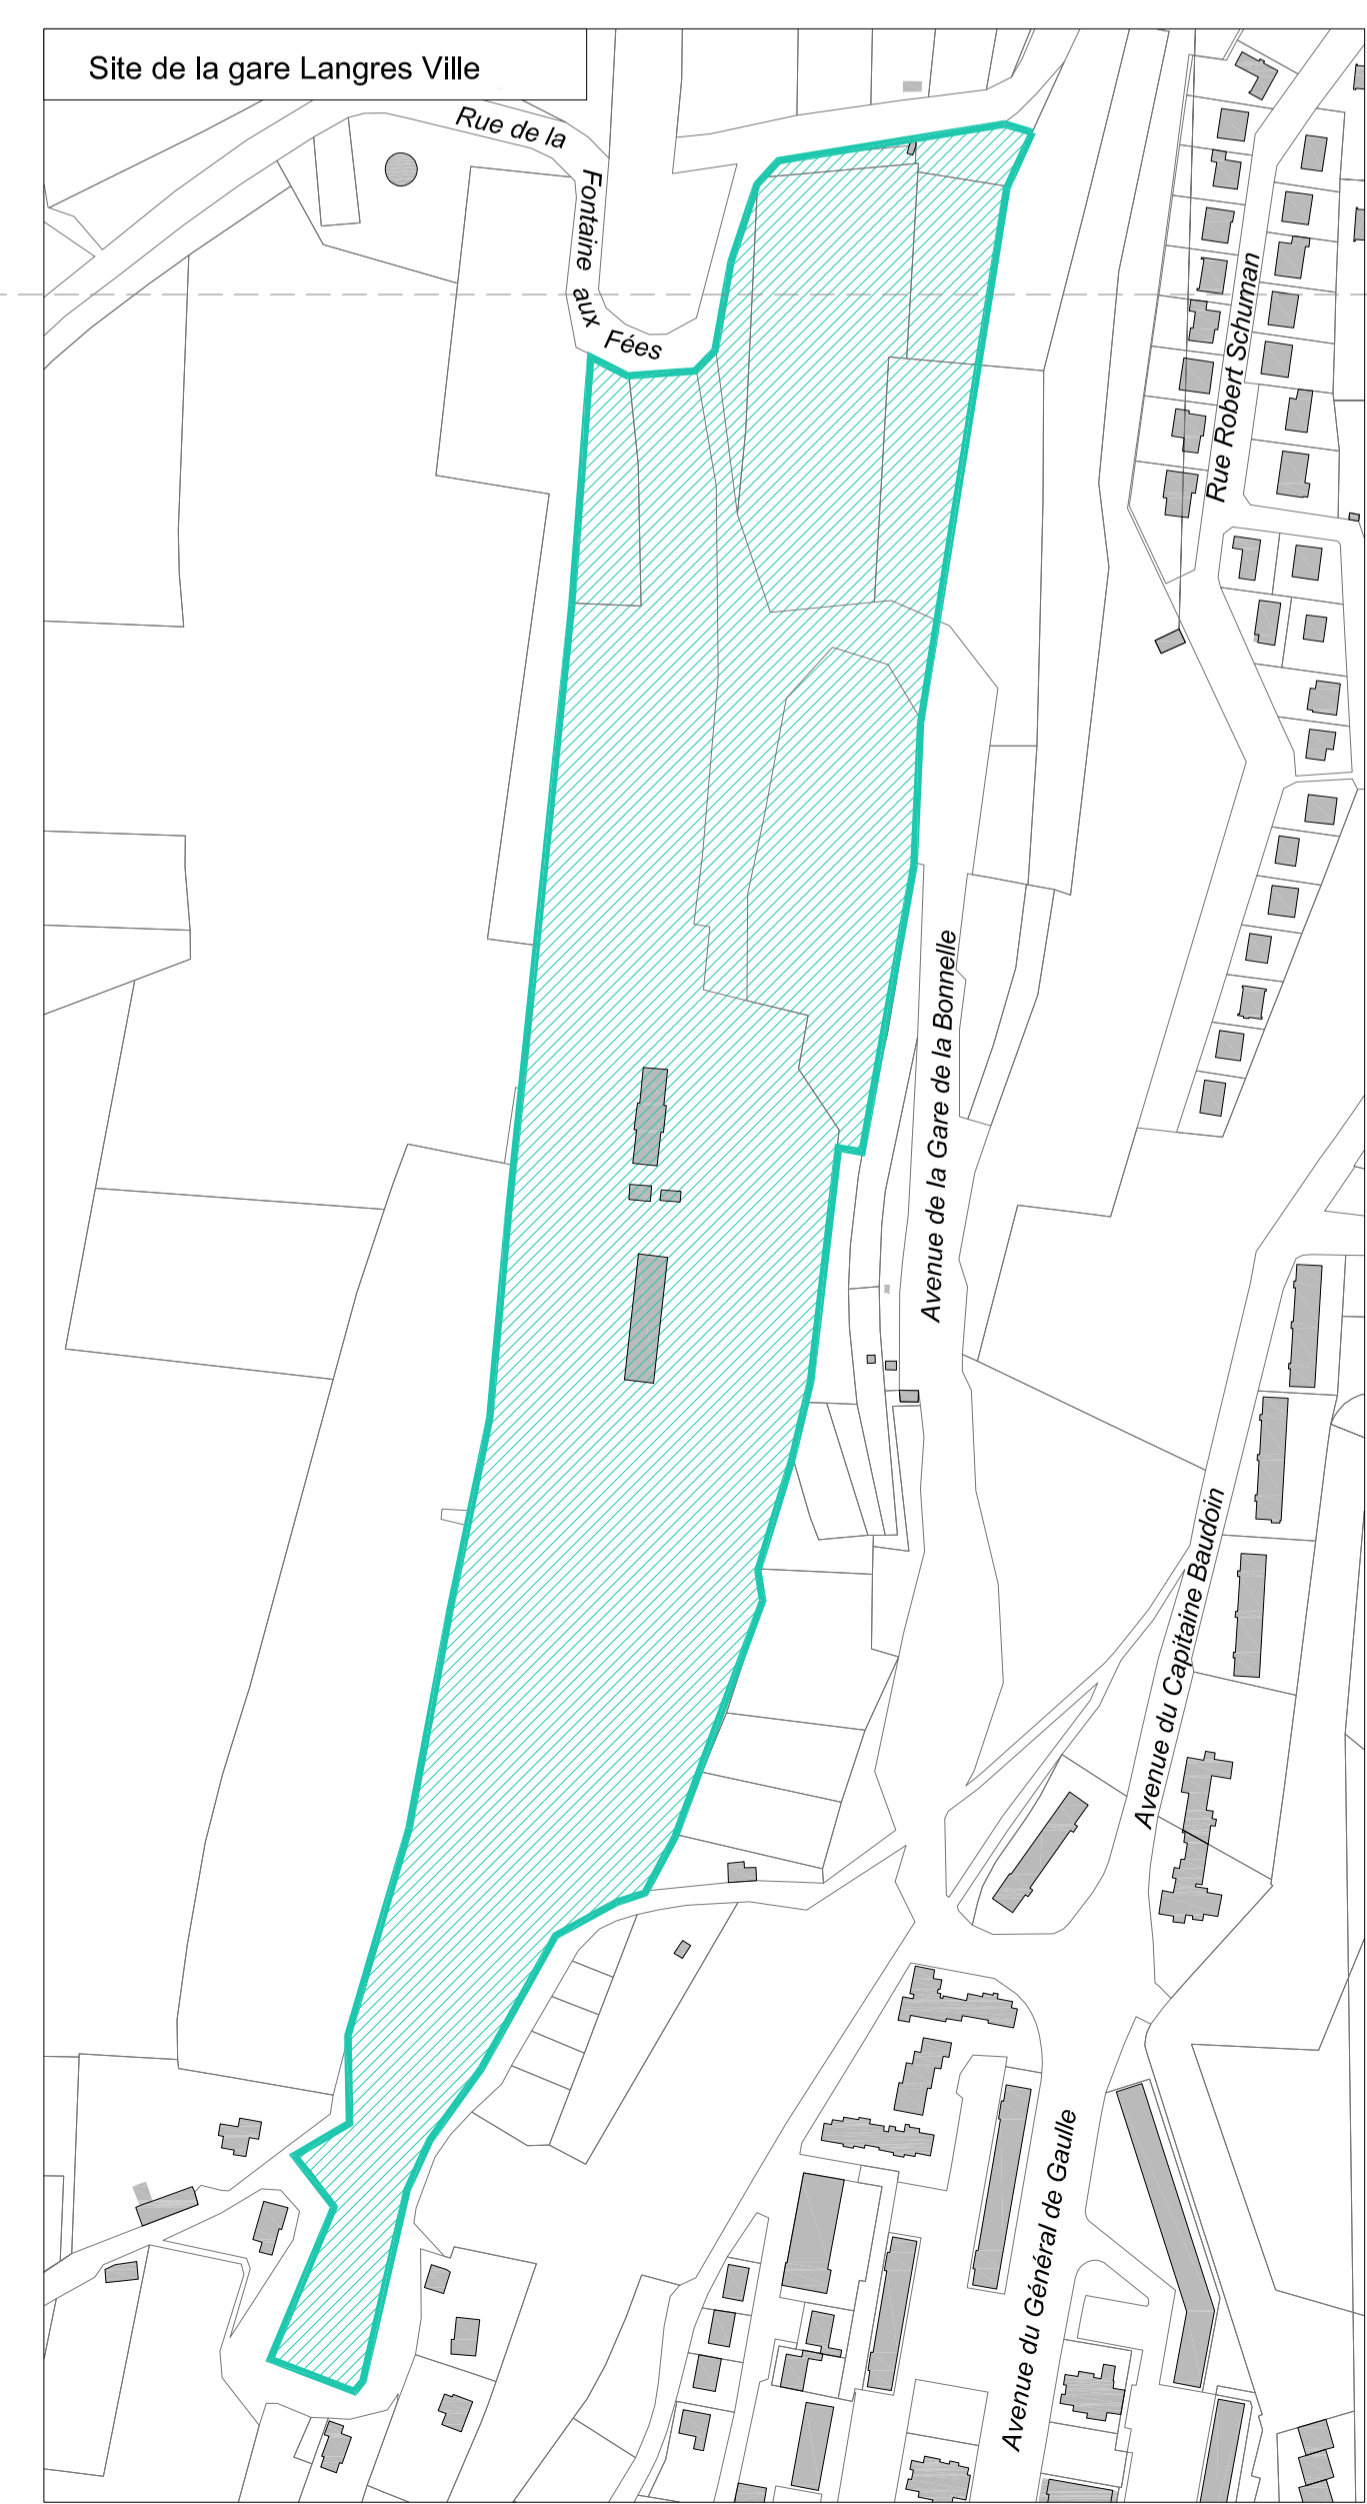 Site de la gare Langres Ville
Rue de la
Fontaine aux
Fées
Rue Robert Schuman
Avenue de la Gare de la Bonnelle
Avenue du Capitaine Baudoin
Avenue du Général de Gaulle